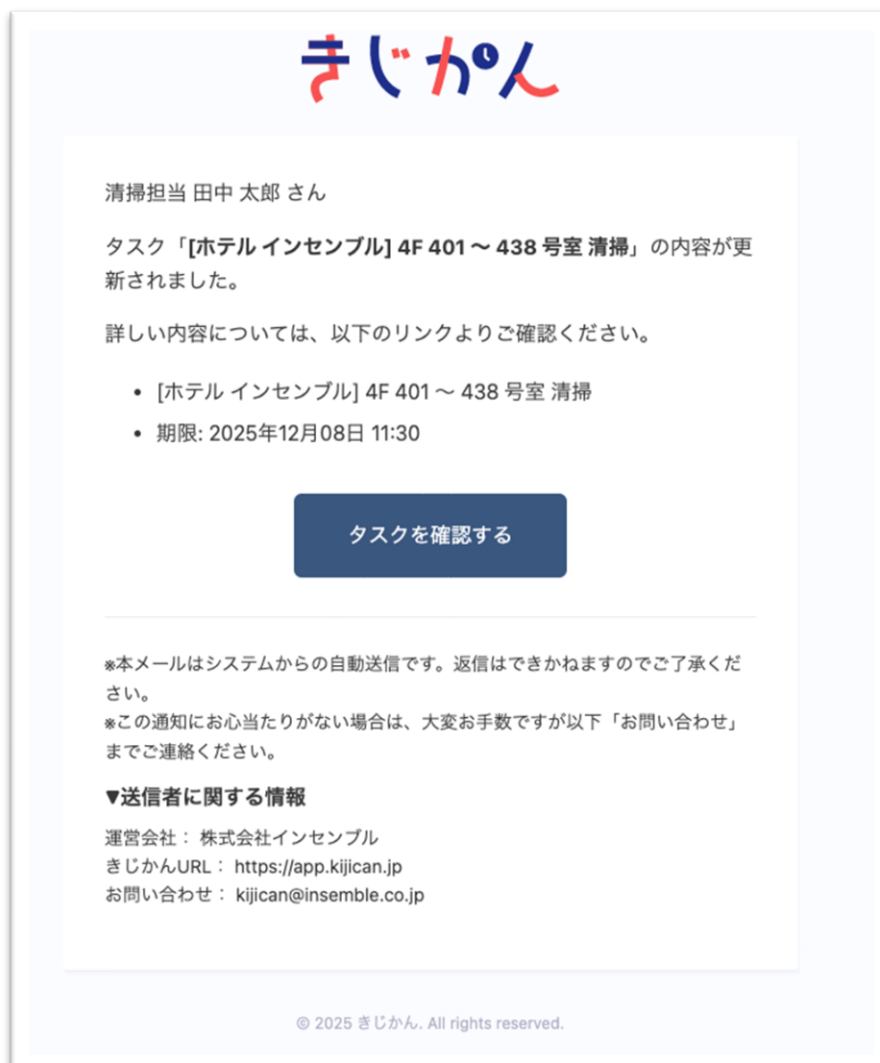 きじかん
清掃担当 田中 太郎 さん
タスク「[ホテル インセンブル] 4F 401 〜 438 号室 清掃」の内容が更
新されました。
詳しい内容については、以下のリンクよりご確認ください。
• [ホテル インセンブル] 4F 401 〜 438 号室 清掃
• 期限: 2025年12月08日 11:30
タスクを確認する
※本メールはシステムからの自動送信です。返信はできかねますのでご了承くだ
さい。
※この通知にお心当たりがない場合は、大変お手数ですが以下「お問い合わせ」
までご連絡ください。
▼送信者に関する情報
運営会社： 株式会社インセンブル
きじかんURL： https://app.kijican.jp
お問い合わせ： kijican@insemble.co.jp
© 2025 きじかん. All rights reserved.